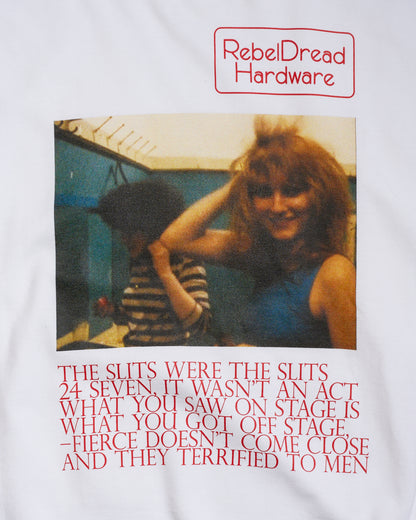 RebelDread
Hardware
THE SLITS WERE THE SLITS
24 SEVEN, IT WASN'T AN ACT
WHAT YOU SAW ON STAGE IS
WHAT YOU GOT OFF STAGE,
–FIERCE DOESN'T COME CLOSE
AND THEY TERRIFIED TO MEN